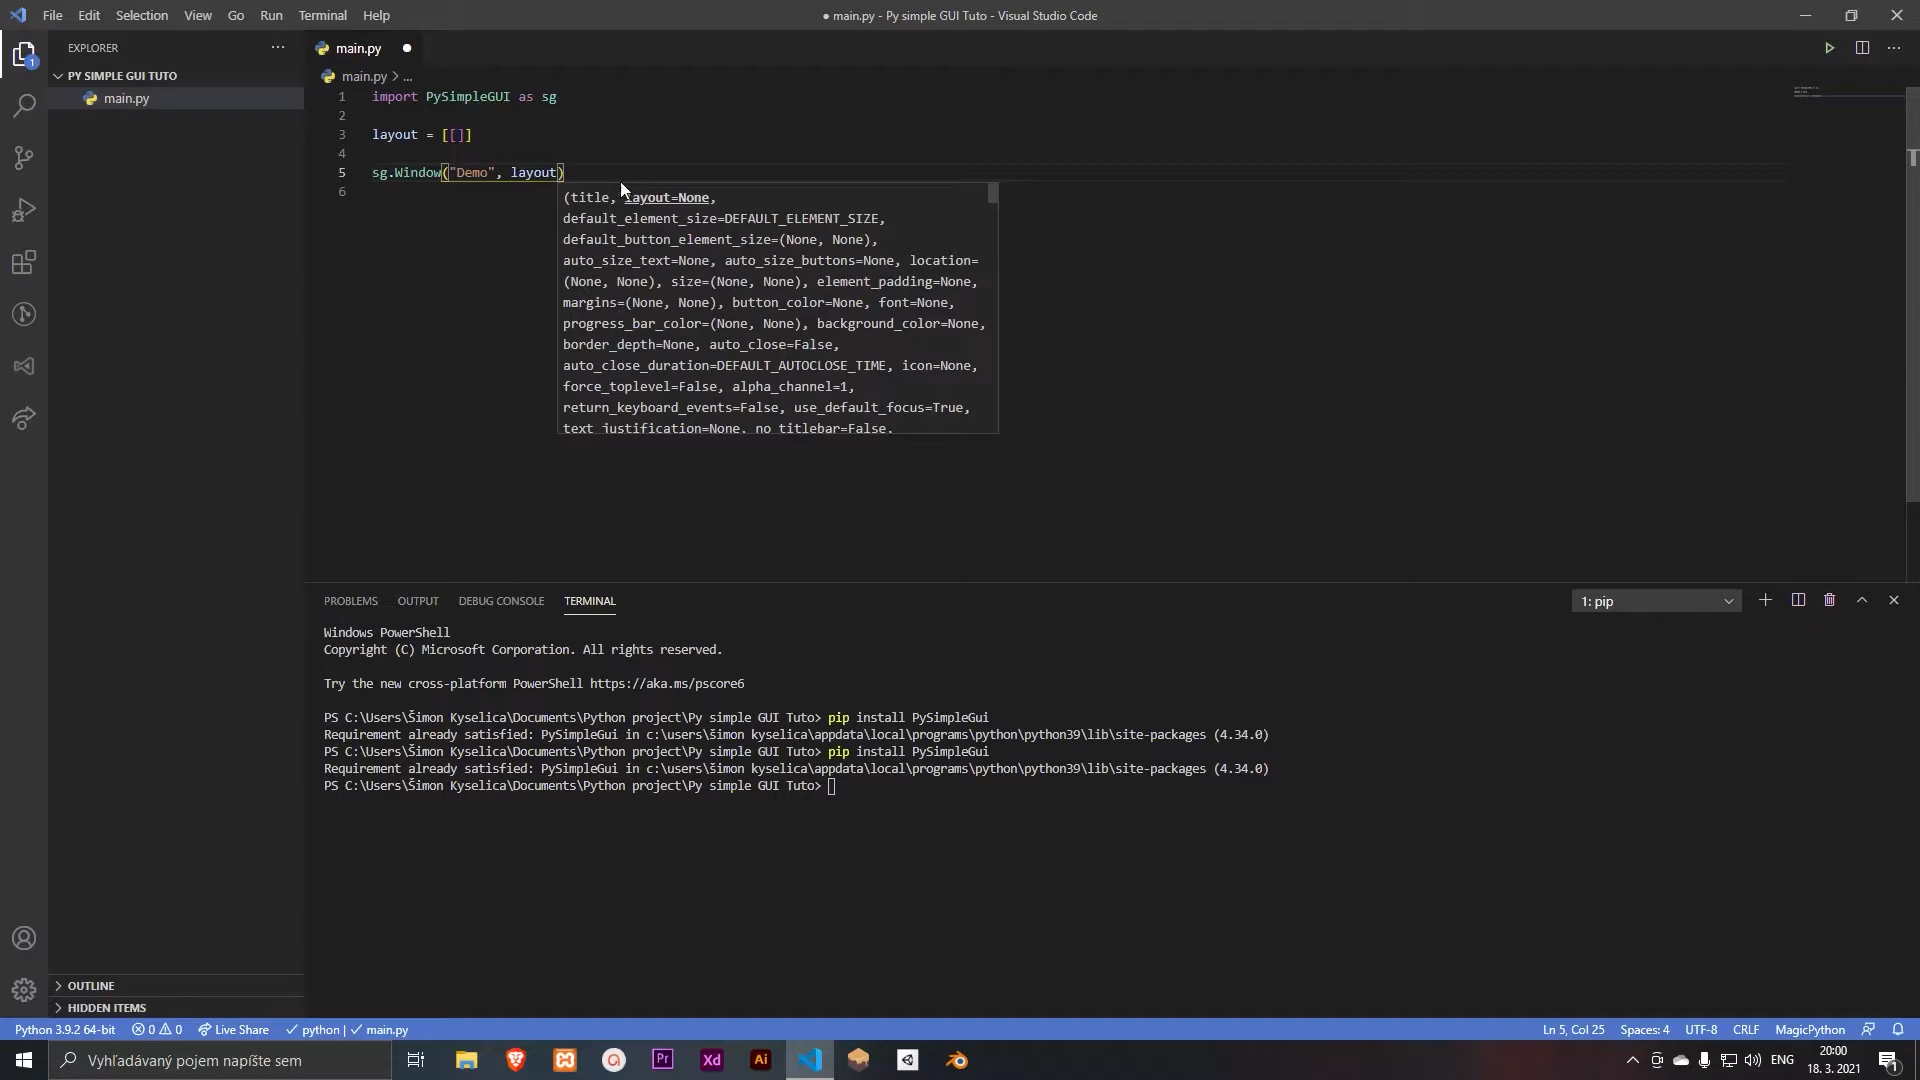 File Edit Selection View Go Run Terminal Help
● main.py - Py simple GUI Tuto - Visual Studio Code
EXPLORER
main.py
PY SIMPLE GUI TUTO
main.py
main.py > ...
1 import PySimpleGUI as sg
2
3 layout = [[]]
4
5 sg.Window("Demo", layout)
6
(title, layout=None,
default_element_size=DEFAULT_ELEMENT_SIZE,
default_button_element_size=(None, None),
auto_size_text=None, auto_size_buttons=None, location=
(None, None), size=(None, None), element_padding=None,
margins=(None, None), button_color=None, font=None,
progress_bar_color=(None, None), background_color=None,
border_depth=None, auto_close=False,
auto_close_duration=DEFAULT_AUTOCLOSE_TIME, icon=None,
force_toplevel=False, alpha_channel=1,
return_keyboard_events=False, use_default_focus=True,
text_justification=None, no_titlebar=False,
PROBLEMS OUTPUT DEBUG CONSOLE TERMINAL
1: pip
Windows PowerShell
Copyright (C) Microsoft Corporation. All rights reserved.
Try the new cross-platform PowerShell https://aka.ms/pscore6
PS C:\Users\Šimon Kyselica\Documents\Python project\Py simple GUI Tuto> pip install PySimpleGui
Requirement already satisfied: PySimpleGui in c:\users\šimon kyselica\appdata\local\programs\python\python39\lib\site-packages (4.34.0)
PS C:\Users\Šimon Kyselica\Documents\Python project\Py simple GUI Tuto> pip install PySimpleGui
Requirement already satisfied: PySimpleGui in c:\users\šimon kyselica\appdata\local\programs\python\python39\lib\site-packages (4.34.0)
PS C:\Users\Šimon Kyselica\Documents\Python project\Py simple GUI Tuto>
OUTLINE
HIDDEN ITEMS
Python 3.9.2 64-bit 0 0 Live Share ✓ python | ✓ main.py
Ln 5, Col 25 Spaces: 4 UTF-8 CRLF MagicPython
Vyhľadávaný pojem napíšte sem
Pr Xd Ai
ENG
20:00
18. 3. 2021
1
1